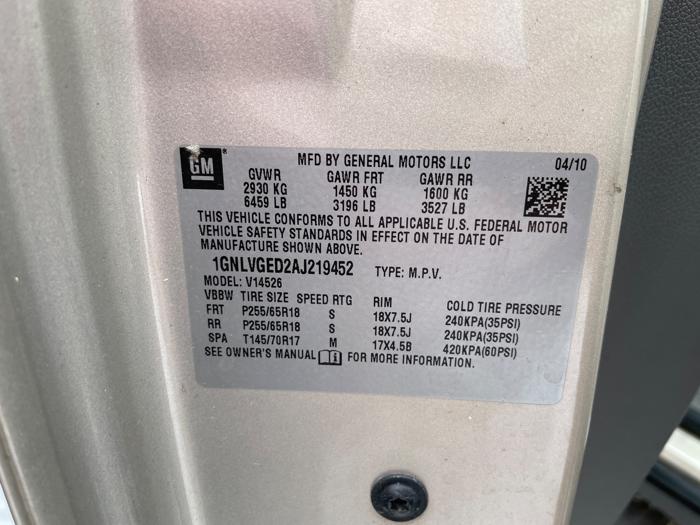 GM ® MFD BY GENERAL MOTORS LLC 04/10
GVWR GAWR FRT GAWR RR
2930 KG 1450 KG 1600 KG
6459 LB 3196 LB 3527 LB
THIS VEHICLE CONFORMS TO ALL APPLICABLE U.S. FEDERAL MOTOR
VEHICLE SAFETY STANDARDS IN EFFECT ON THE DATE OF
MANUFACTURE SHOWN ABOVE.
1GNLVGED2AJ219452 TYPE: M.P.V.
MODEL: V14526
VBBW TIRE SIZE SPEED RTG RIM COLD TIRE PRESSURE
FRT P255/65R18 S 18X7.5J 240KPA(35PSI)
RR P255/65R18 S 18X7.5J 240KPA(35PSI)
SPA T145/70R17 M 17X4.5B 420KPA(60PSI)
SEE OWNER'S MANUAL FOR MORE INFORMATION.